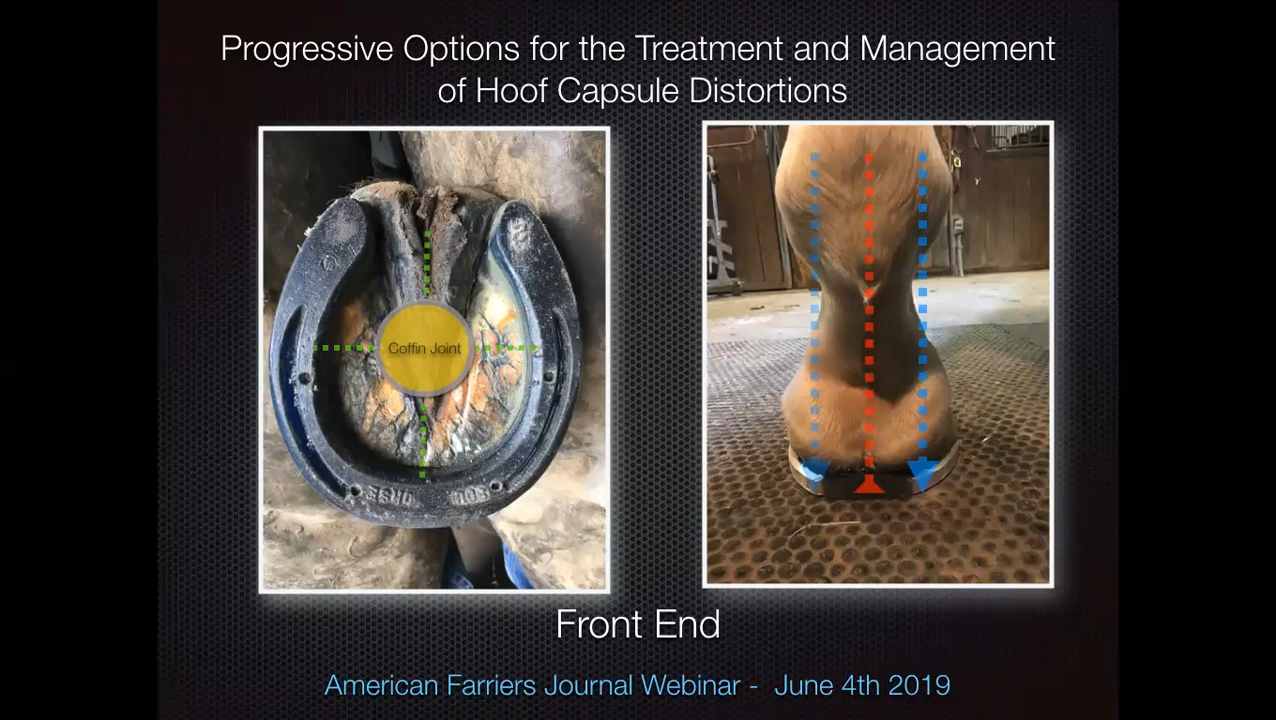 Progressive Options for the Treatment and Management
of Hoof Capsule Distortions
Coffin Joint
Front End
American Farriers Journal Webinar - June 4th 2019